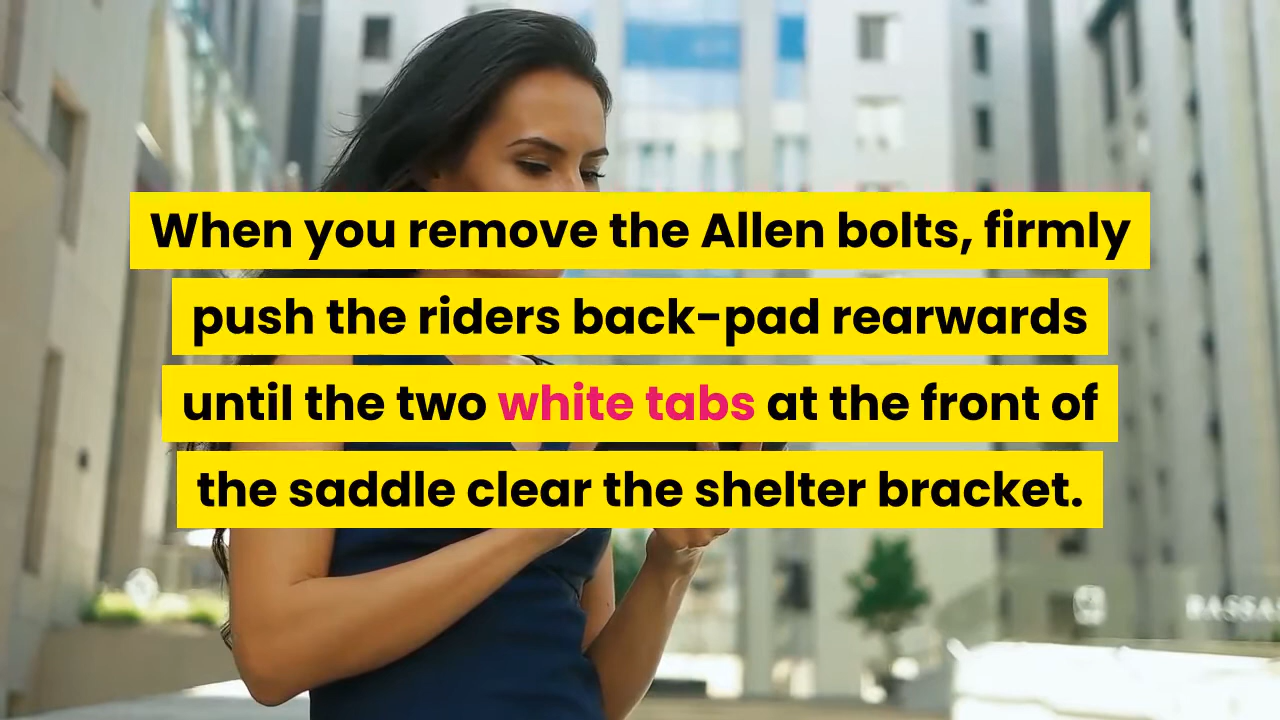 When you remove the Allen bolts, firmly
push the riders back-pad rearwards
until the two white tabs at the front of
the saddle clear the shelter bracket.